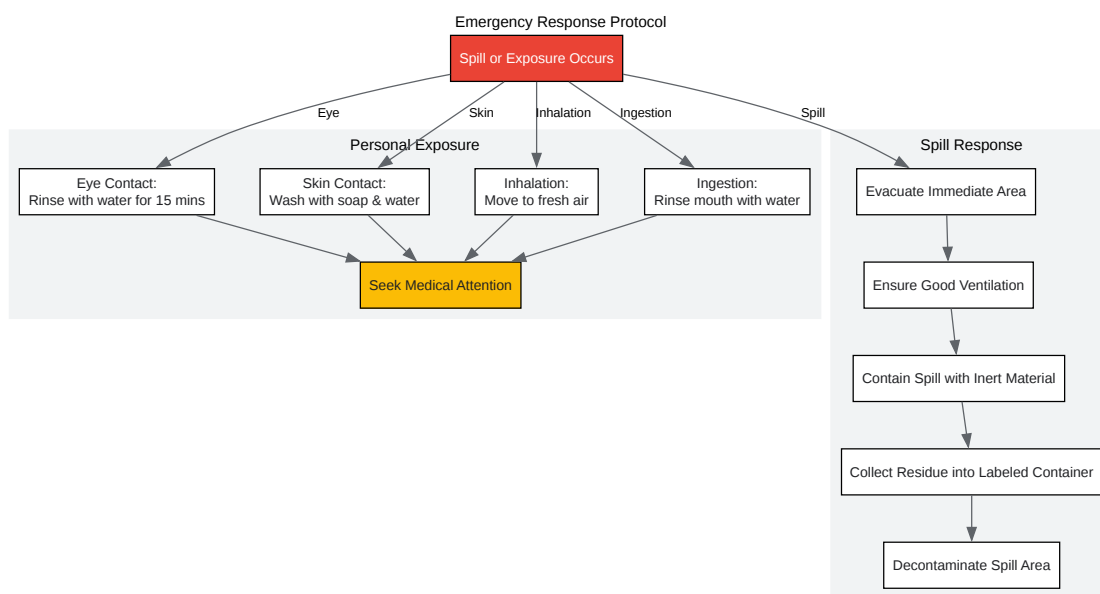 Emergency Response Protocol
Spill or Exposure Occurs
Eye
Skin
Inhalation
Ingestion
Spill
Personal Exposure
Spill Response
Eye Contact:
Rinse with water for 15 mins
Skin Contact:
Wash with soap & water
Inhalation:
Move to fresh air
Ingestion:
Rinse mouth with water
Seek Medical Attention
Evacuate Immediate Area
Ensure Good Ventilation
Contain Spill with Inert Material
Collect Residue into Labeled Container
Decontaminate Spill Area